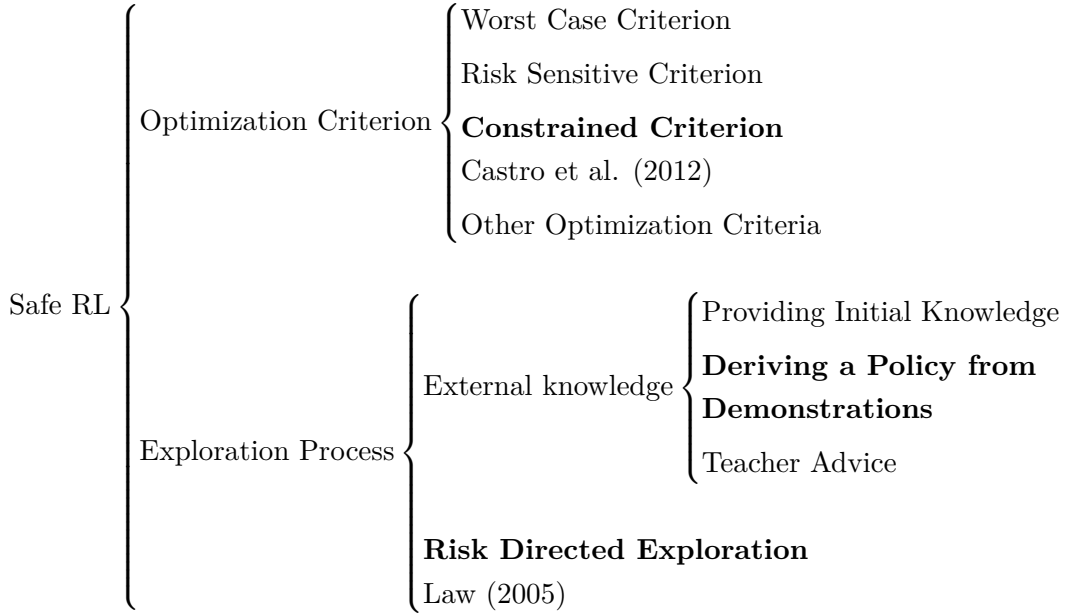 Safe RL
Optimization Criterion
Worst Case Criterion
Risk Sensitive Criterion
Constrained Criterion
Castro et al. (2012)
Other Optimization Criteria
Exploration Process
External knowledge
Providing Initial Knowledge
Deriving a Policy from
Demonstrations
Teacher Advice
Risk Directed Exploration
Law (2005)